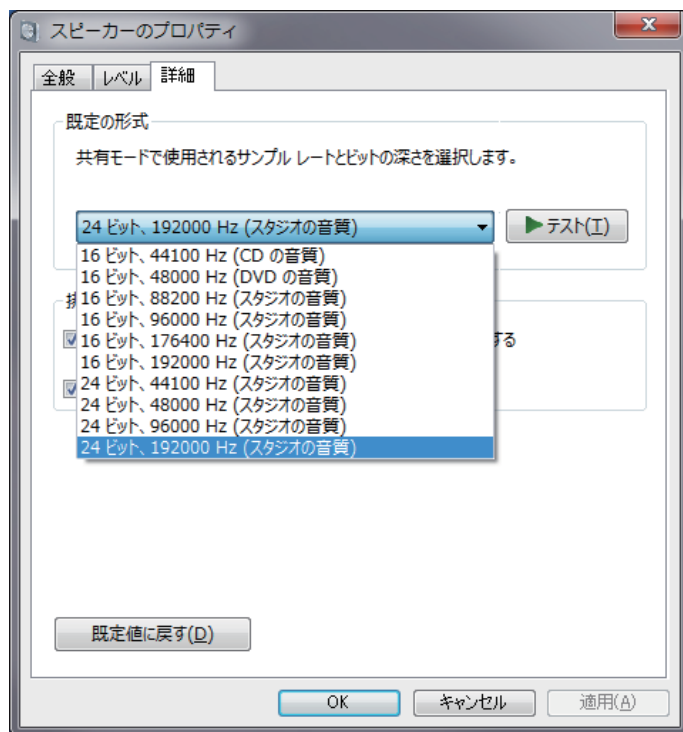 スピーカーのプロパティ
全般 レベル 詳細
既定の形式
共有モードで使用されるサンプル レートとビットの深さを選択します。
24 ビット、192000 Hz (スタジオの音質) テスト(T)
16 ビット、44100 Hz (CD の音質)
16 ビット、48000 Hz (DVD の音質)
16 ビット、88200 Hz (スタジオの音質)
16 ビット、96000 Hz (スタジオの音質)
16 ビット、176400 Hz (スタジオの音質) する
16 ビット、192000 Hz (スタジオの音質)
24 ビット、44100 Hz (スタジオの音質)
24 ビット、48000 Hz (スタジオの音質)
24 ビット、96000 Hz (スタジオの音質)
24 ビット、192000 Hz (スタジオの音質)
既定値に戻す(D)
OK キャンセル 適用(A)